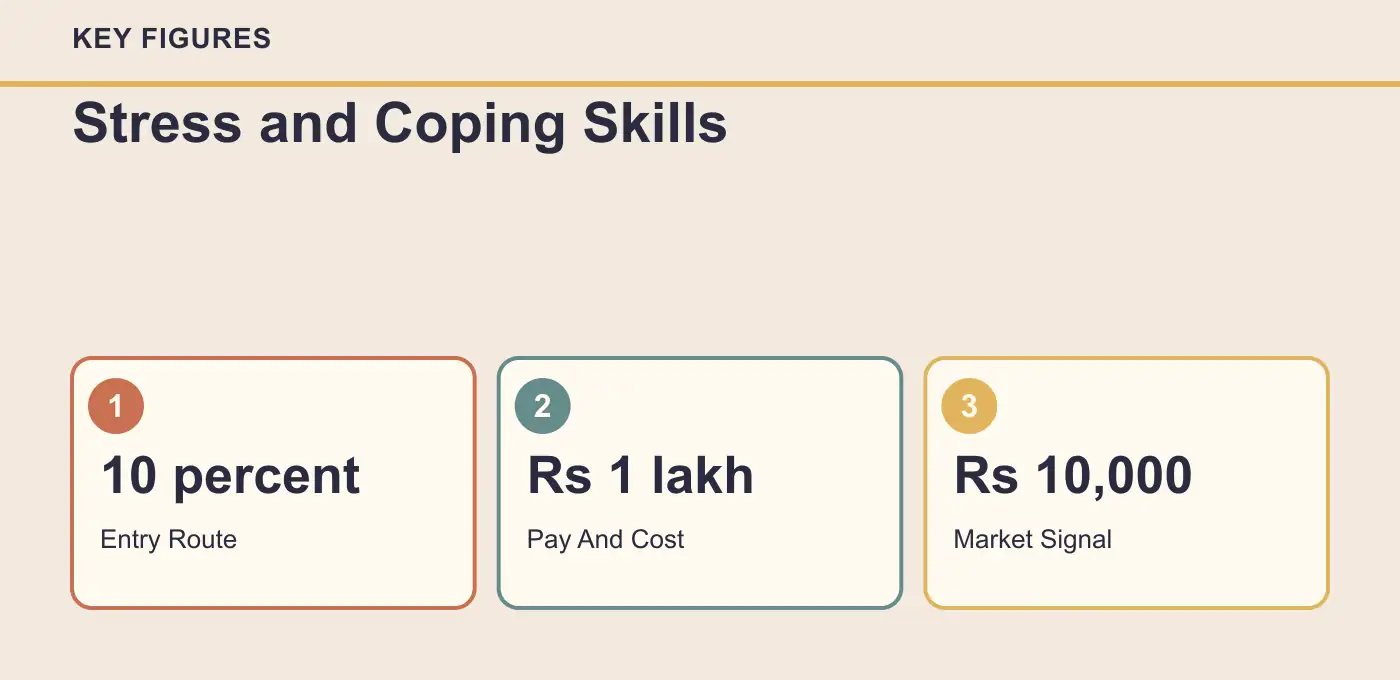 KEY FIGURES
Stress and Coping Skills
1
10 percent
Entry Route
2
Rs 1 lakh
Pay And Cost
3
Rs 10,000
Market Signal